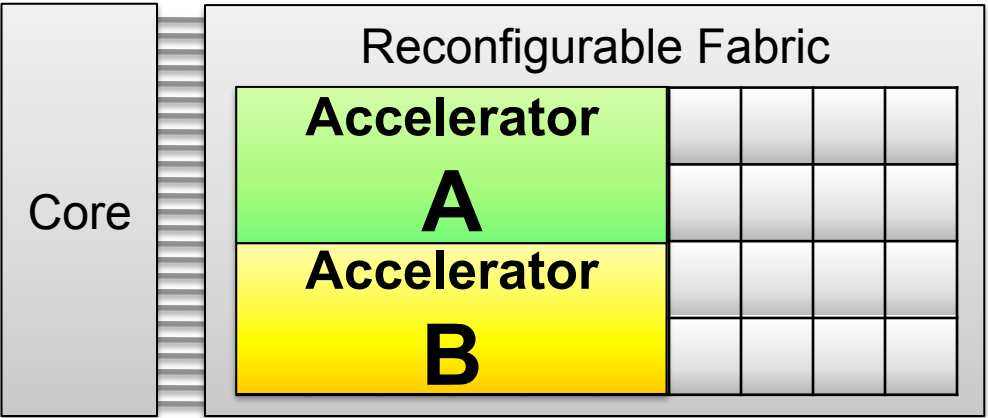 Reconfigurable Fabric
Accelerator
A
Core
Accelerator
B